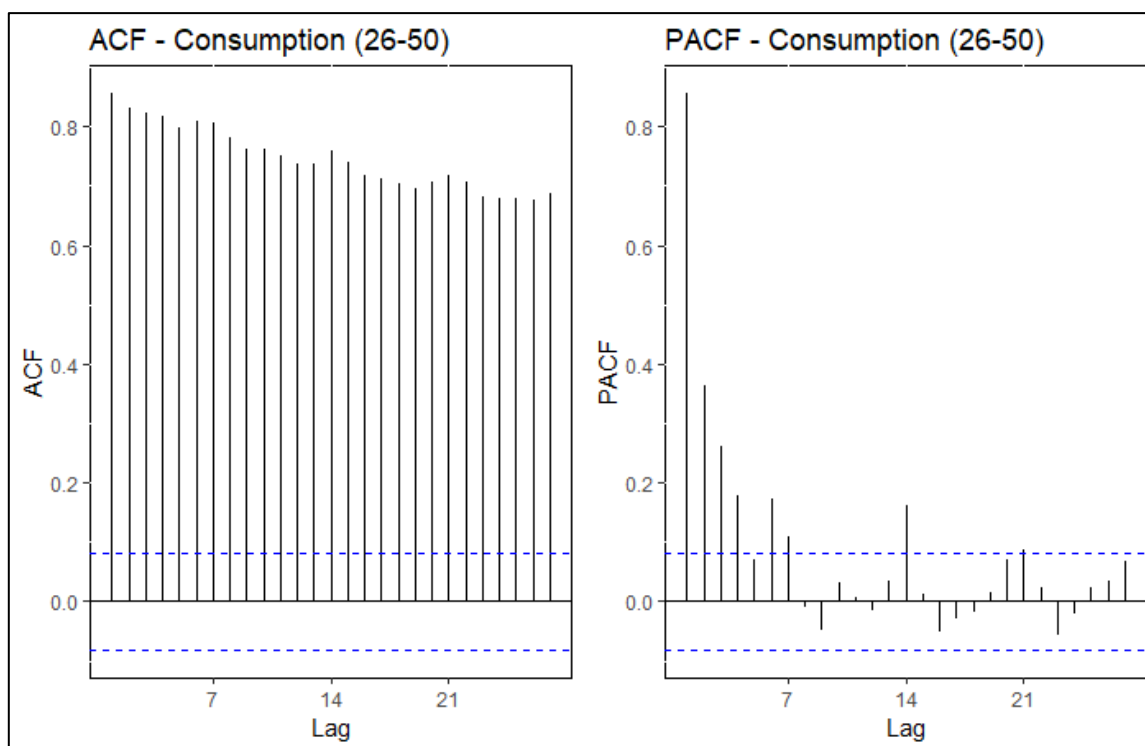 ACF - Consumption (26-50)
ACF
0.8
0.6
0.4
0.2
0.0
7 14 21
Lag
PACF - Consumption (26-50)
PACF
0.8
0.6
0.4
0.2
0.0
7 14 21
Lag